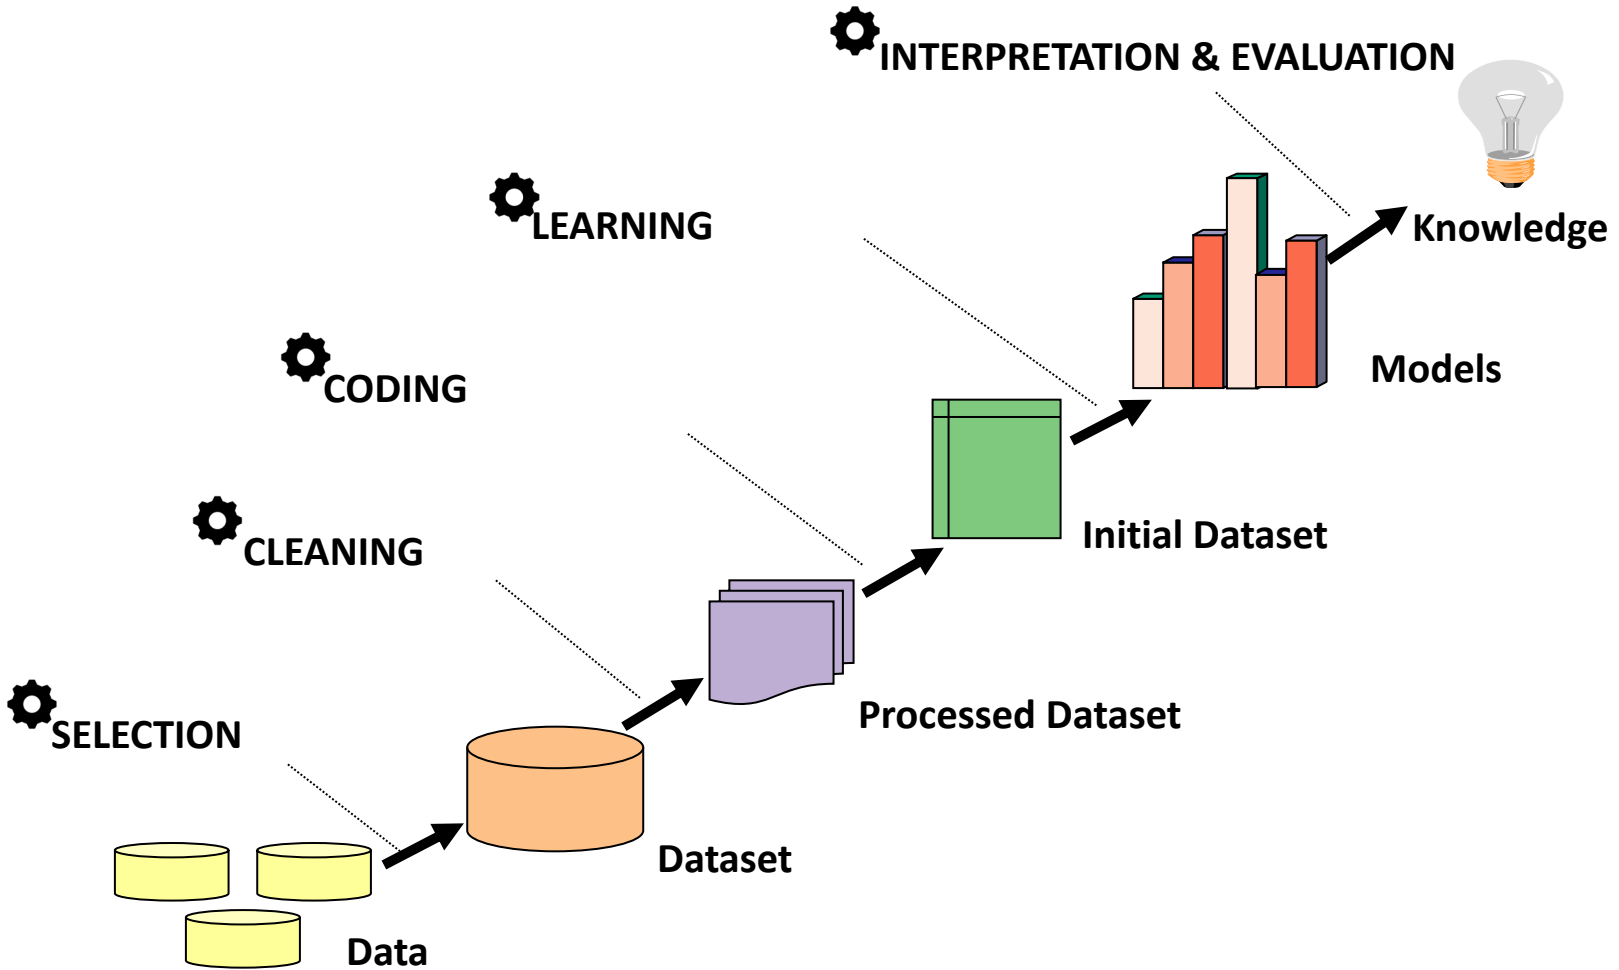 INTERPRETATION & EVALUATION
LEARNING
Knowledge
CODING
Models
CLEANING
Initial Dataset
SELECTION
Processed Dataset
Dataset
Data